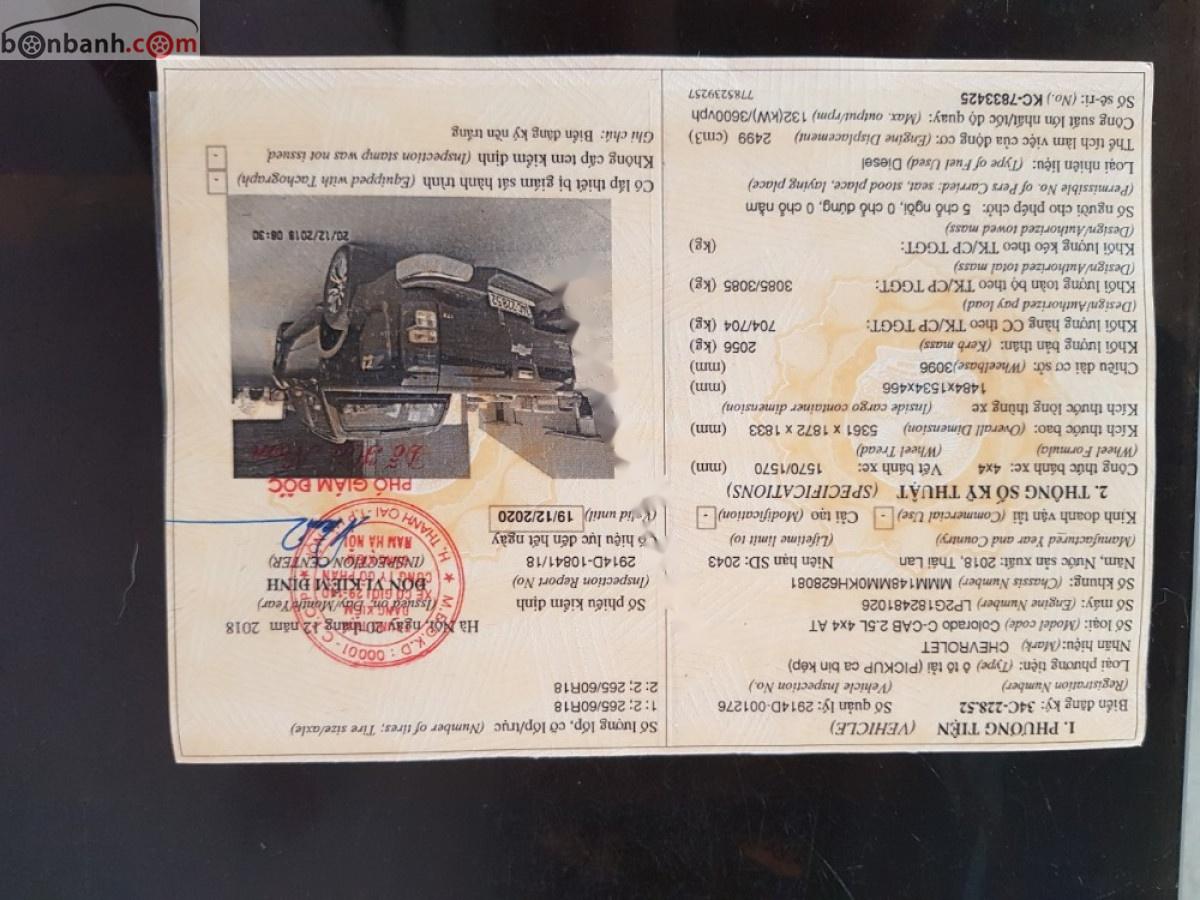 bonbanh.com
1. PHƯƠNG TIỆN (VEHICLE)
Biển đăng ký: 34C-228.52 Số quản lý: 2914D-001276
(Registration Number) (Vehicle Inspection No.)
Loại phương tiện: (Type) ô tô tải (PICKUP ca bin kép)
Nhãn hiệu: (Mark) CHEVROLET
Số loại: (Model code) Colorado C-CAB 2.5L 4x4 AT
Số máy: (Engine Number) LP2G182481026
Số khung: (Chassis Number) MMM148MM0KH628081
Năm, Nước sản xuất: 2018, Thái Lan Niên hạn SD: 2043
(Manufactured Year and Country) (Lifetime limit to)
Kinh doanh vận tải (Commercial Use) - Cải tạo (Modification) -
2. THÔNG SỐ KỸ THUẬT (SPECIFICATIONS)
Công thức bánh xe: 4x4 Vết bánh xe: 1570/1570 (mm)
(Wheel Formula) (Wheel Tread)
Kích thước bao: (Overall Dimension) 5361 x 1872 x 1833 (mm)
Kích thước lòng thùng xe (Inside cargo container dimension)
1484x1534x466 (mm)
Chiều dài cơ sở: (Wheelbase) 3096 (mm)
Khối lượng bản thân: (Kerb mass) 2056 (kg)
Khối lượng hàng CC theo TK/CP TGGT: 704/704 (kg)
(Design/Authorized pay load)
Khối lượng toàn bộ theo TK/CP TGGT: 3085/3085 (kg)
(Design/Authorized total mass)
Khối lượng kéo theo TK/CP TGGT: (kg)
(Design/Authorized towed mass)
Số người cho phép chở: 5 chỗ ngồi, 0 chỗ đứng, 0 chỗ nằm
(Permissible No. of Pers Carried: seat, stood place, laying place)
Loại nhiên liệu: (Type of Fuel Used) Diesel
Thể tích làm việc của động cơ: (Engine Displacement) 2499 (cm3)
Công suất lớn nhất/tốc độ quay: (Max. output/rpm) 132(kW)/3600vph
Số sê-ri: (No.) KC-7833425 7785239257
Số lượng lốp, cỡ lốp/trục (Number of tires; Tire size/axle)
1: 2; 265/60R18
2: 2; 265/60R18
Hà Nội, ngày 20 tháng 12 năm 2018
(Issued on: Day/Month/Year)
Số phiếu kiểm định
(Inspection Report No)
2914D-10841/18
Có hiệu lực đến hết ngày
(Valid until) 19/12/2020
ĐƠN VỊ KIỂM ĐỊNH
(INSPECTION CENTER)
PHÓ GIÁM ĐỐC
20/12/2018 08:30
Có lắp thiết bị giám sát hành trình (Equipped with Tachograph) -
Không cấp tem kiểm định (Inspection stamp was not issued) -
Ghi chú: Biển đăng ký nền trắng